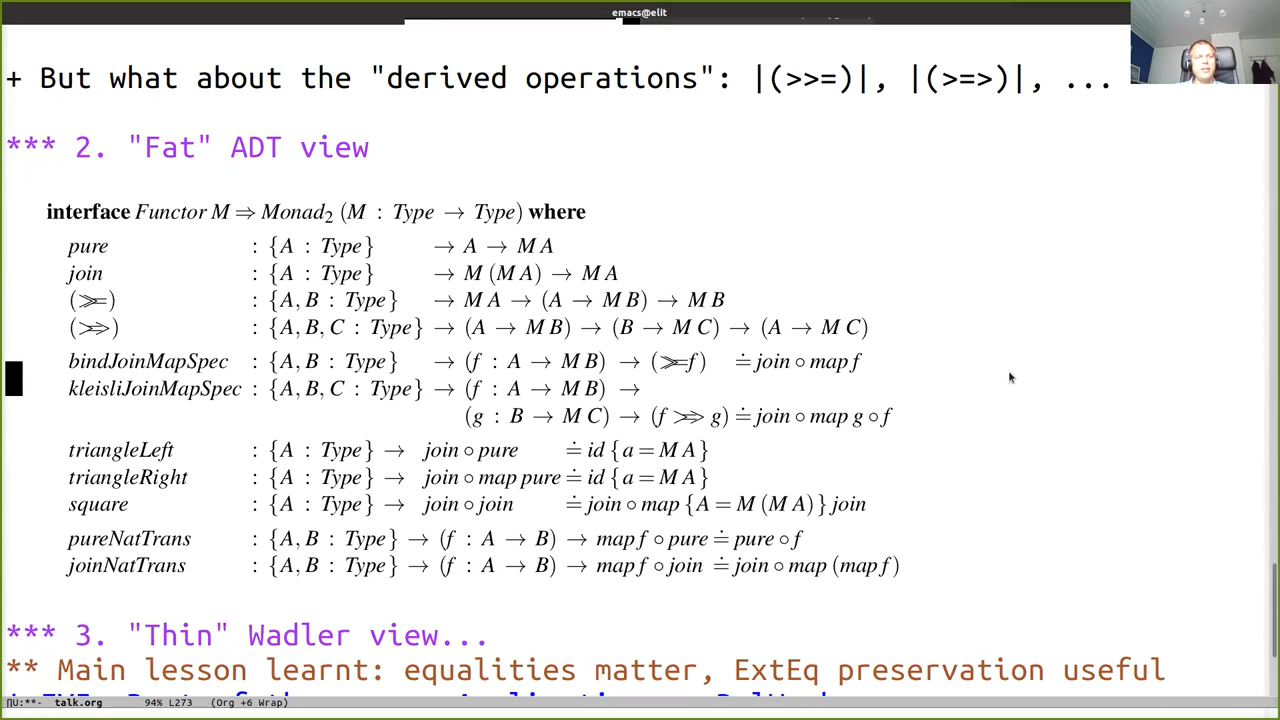 emacs@elit
+ But what about the "derived operations": |(>>=)|, |(>=>)|, ...
*** 2. "Fat" ADT view
interface Functor M ⇒ Monad₂ (M : Type → Type) where
pure : {A : Type} → A → M A
join : {A : Type} → M (M A) → M A
(>>=) : {A, B : Type} → M A → (A → M B) → M B
(>=>) : {A, B, C : Type} → (A → M B) → (B → M C) → (A → M C)
bindJoinMapSpec : {A, B : Type} → (f : A → M B) → (>>=f) ≐ join ∘ map f
kleisliJoinMapSpec : {A, B, C : Type} → (f : A → M B) →
(g : B → M C) → (f >=> g) ≐ join ∘ map g ∘ f
triangleLeft : {A : Type} → join ∘ pure ≐ id {a = M A}
triangleRight : {A : Type} → join ∘ map pure ≐ id {a = M A}
square : {A : Type} → join ∘ join ≐ join ∘ map {A = M (M A)} join
pureNatTrans : {A, B : Type} → (f : A → B) → map f ∘ pure ≐ pure ∘ f
joinNatTrans : {A, B : Type} → (f : A → B) → map f ∘ join ≐ join ∘ map (map f)
*** 3. "Thin" Wadler view...
** Main lesson learnt: equalities matter, ExtEq preservation useful
U:**- talk.org 94% L273 (Org +6 Wrap)